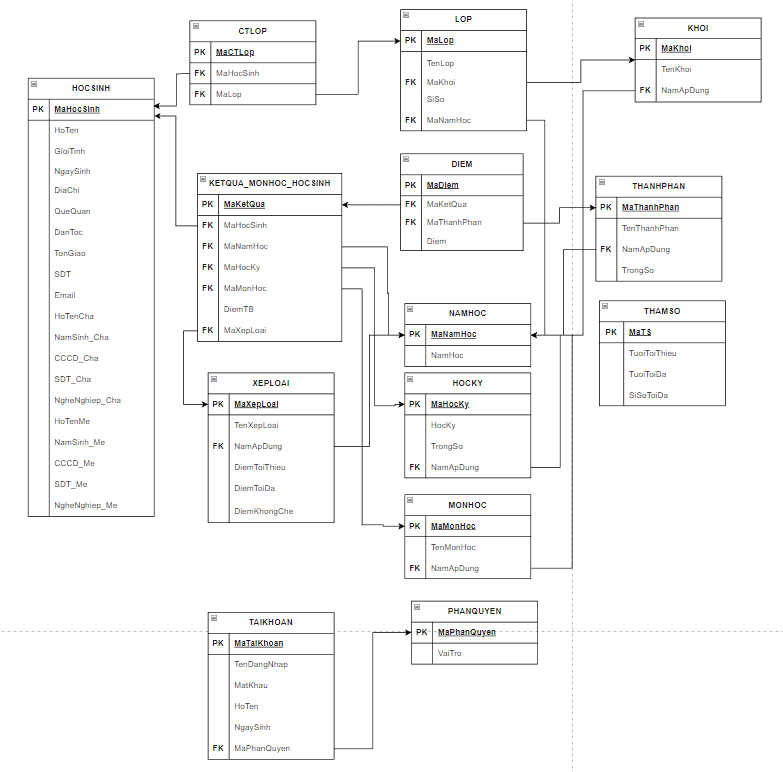 CTLOP
PK MaCTLop
FK MaHocSinh
FK MaLop
LOP
PK MaLop
TenLop
FK MaKhoi
SiSo
FK MaNamHoc
KHOI
PK MaKhoi
TenKhoi
FK NamApDung
HOCSINH
PK MaHocSinh
HoTen
GioiTinh
NgaySinh
DiaChi
QueQuan
DanToc
TonGiao
SDT
Email
HoTenCha
NamSinh_Cha
CCCD_Cha
SDT_Cha
NgheNghiep_Cha
HoTenMe
NamSinh_Me
CCCD_Me
SDT_Me
NgheNghiep_Me
KETQUA_MONHOC_HOCSINH
PK MaKetQua
FK MaHocSinh
FK MaNamHoc
FK MaHocKy
FK MaMonHoc
DiemTB
FK MaXepLoai
DIEM
PK MaDiem
FK MaKetQua
FK MaThanhPhan
Diem
THANHPHAN
PK MaThanhPhan
TenThanhPhan
FK NamApDung
TrongSo
NAMHOC
PK MaNamHoc
NamHoc
THAMSO
PK MaTS
TuoiToiThieu
TuoiToiDa
SiSoToiDa
XEPLOAI
PK MaXepLoai
TenXepLoai
FK NamApDung
DiemToiThieu
DiemToiDa
DiemKhongChe
HOCKY
PK MaHocKy
HocKy
TrongSo
FK NamApDung
MONHOC
PK MaMonHoc
TenMonHoc
FK NamApDung
TAIKHOAN
PK MaTaiKhoan
TenDangNhap
MatKhau
HoTen
NgaySinh
FK MaPhanQuyen
PHANQUYEN
PK MaPhanQuyen
VaiTro